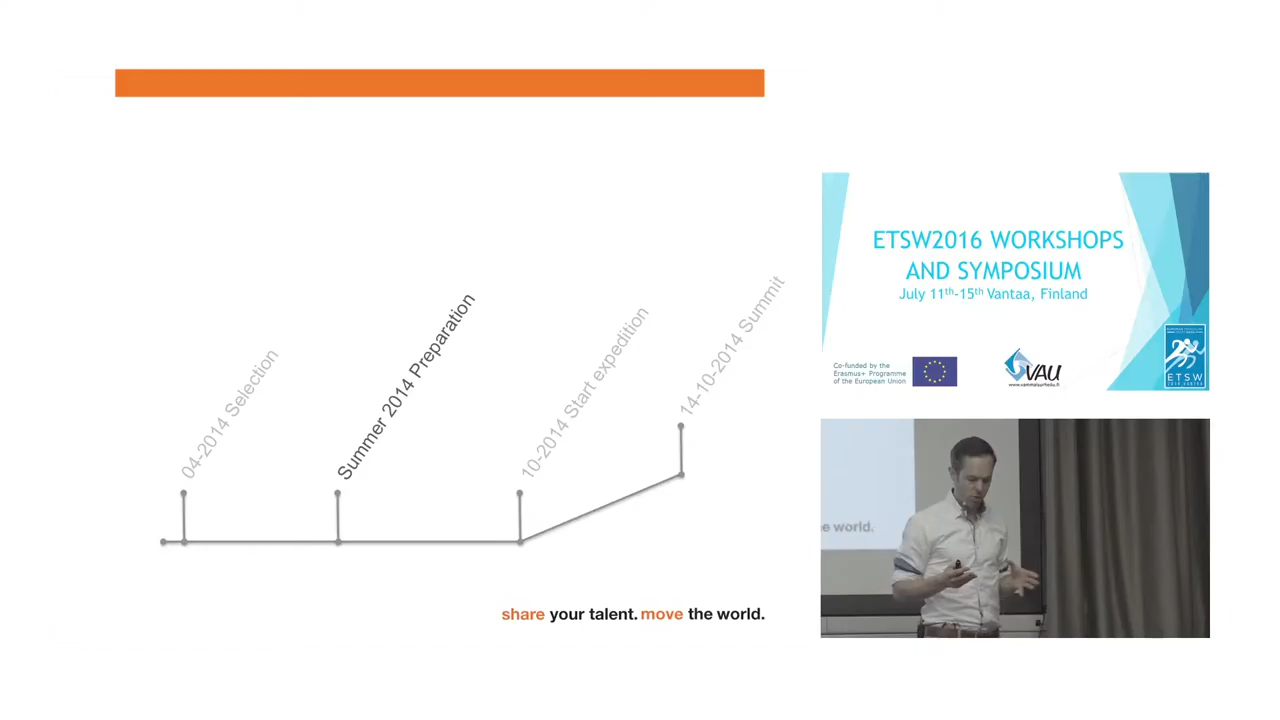 04-2014 Selection
Summer 2014 Preparation
10-2014 Start expedition
14-10-2014 Summit
share your talent. move the world.
ETSW2016 WORKSHOPS
AND SYMPOSIUM
July 11th-15th Vantaa, Finland
Co-funded by the
Erasmus+ Programme
of the European Union
VAU
www.vammaisurheilu.fi
ETSW
2016 VANTAA
e world.